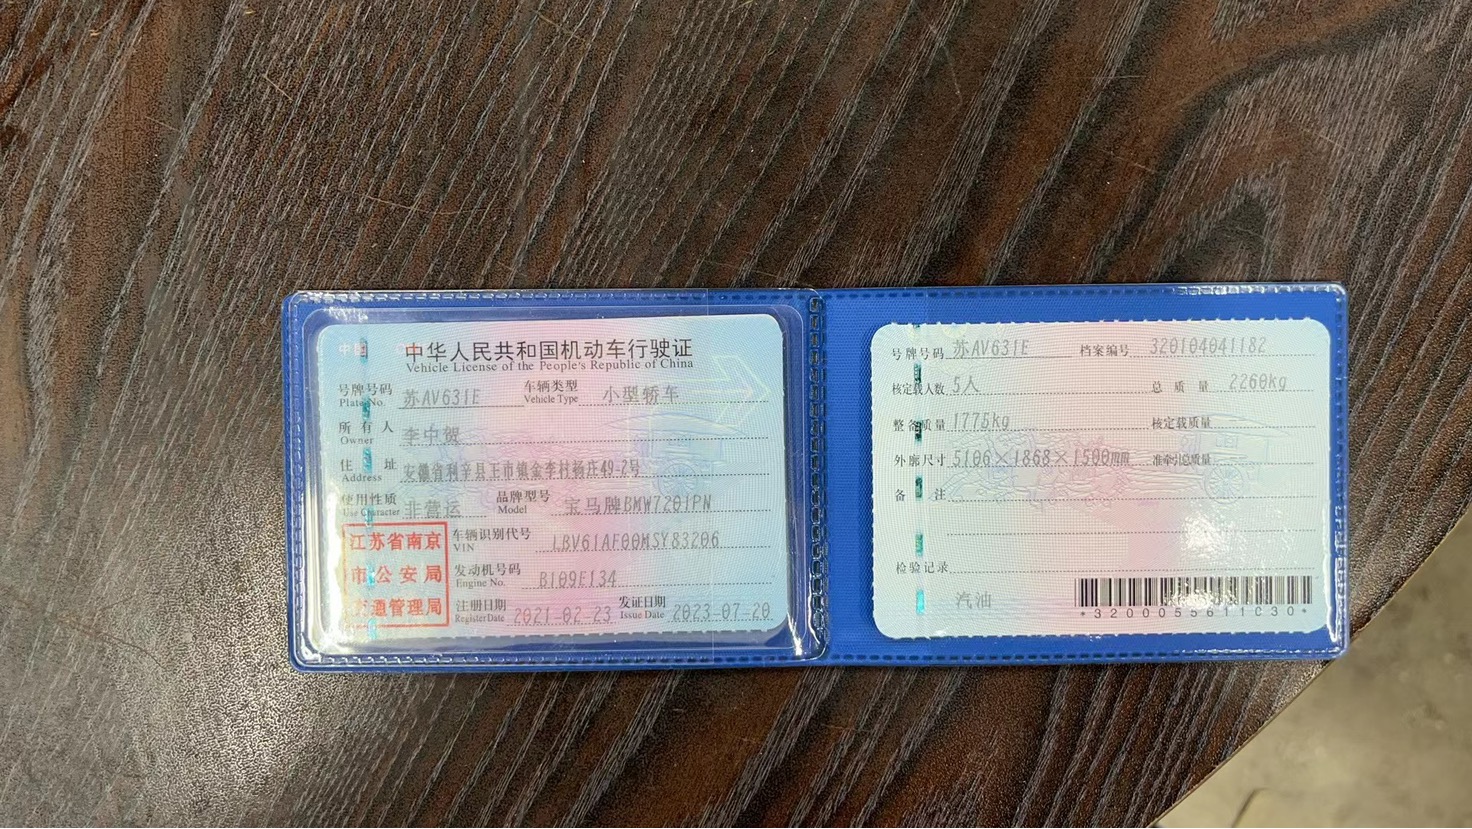 中华人民共和国机动车行驶证
Vehicle License of the People's Republic of China
号牌号码 Plate No. 苏AV631E 车辆类型 Vehicle Type 小型轿车
所有人 Owner 李中贺
住址 Address 安徽省利辛县王市镇金李村杨庄49-2号
使用性质 Use Character 非营运 品牌型号 Model 宝马牌BMW7201PN
车辆识别代号 VIN LBV61AF00MSY83206
发动机号码 Engine No. B109E134
注册日期 Register Date 2021-02-23 发证日期 Issue Date 2023-07-20
江苏省南京
市公安局
交通管理局
号牌号码 苏AV631E 档案编号 320104041182
核定载人数 5人 总质量 2260kg
整备质量 1775kg 核定载质量
外廓尺寸 5106×1868×1500mm 准牵引总质量
备注
检验记录
汽油
*3200055611030*